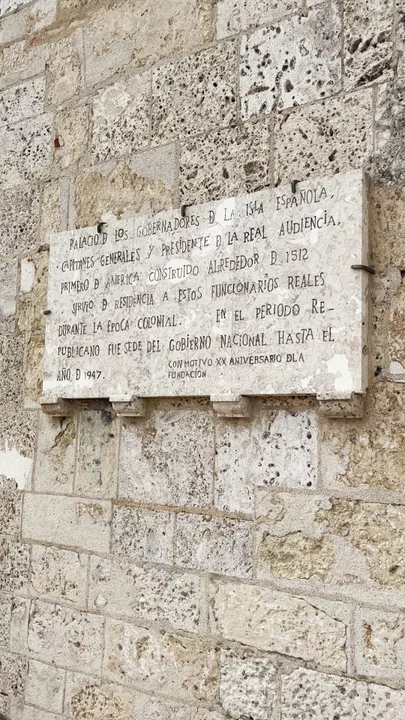 PALACIO D LOS GOBERNADORES D LA ISLA ESPAÑOLA,
CAPITANES GENERALES Y PRESIDENTE D LA REAL AUDIENCIA,
PRIMERO D AMERICA CONSTRUIDO ALREDEDOR D 1512
SIRVIO D RESIDENCIA A ESTOS FUNCIONARIOS REALES
DURANTE LA EPOCA COLONIAL. EN EL PERIODO RE-
PUBLICANO FUE SEDE DEL GOBIERNO NACIONAL HASTA EL
AÑO D 1947. CON MOTIVO XX ANIVERSARIO DLA
FUNDACION